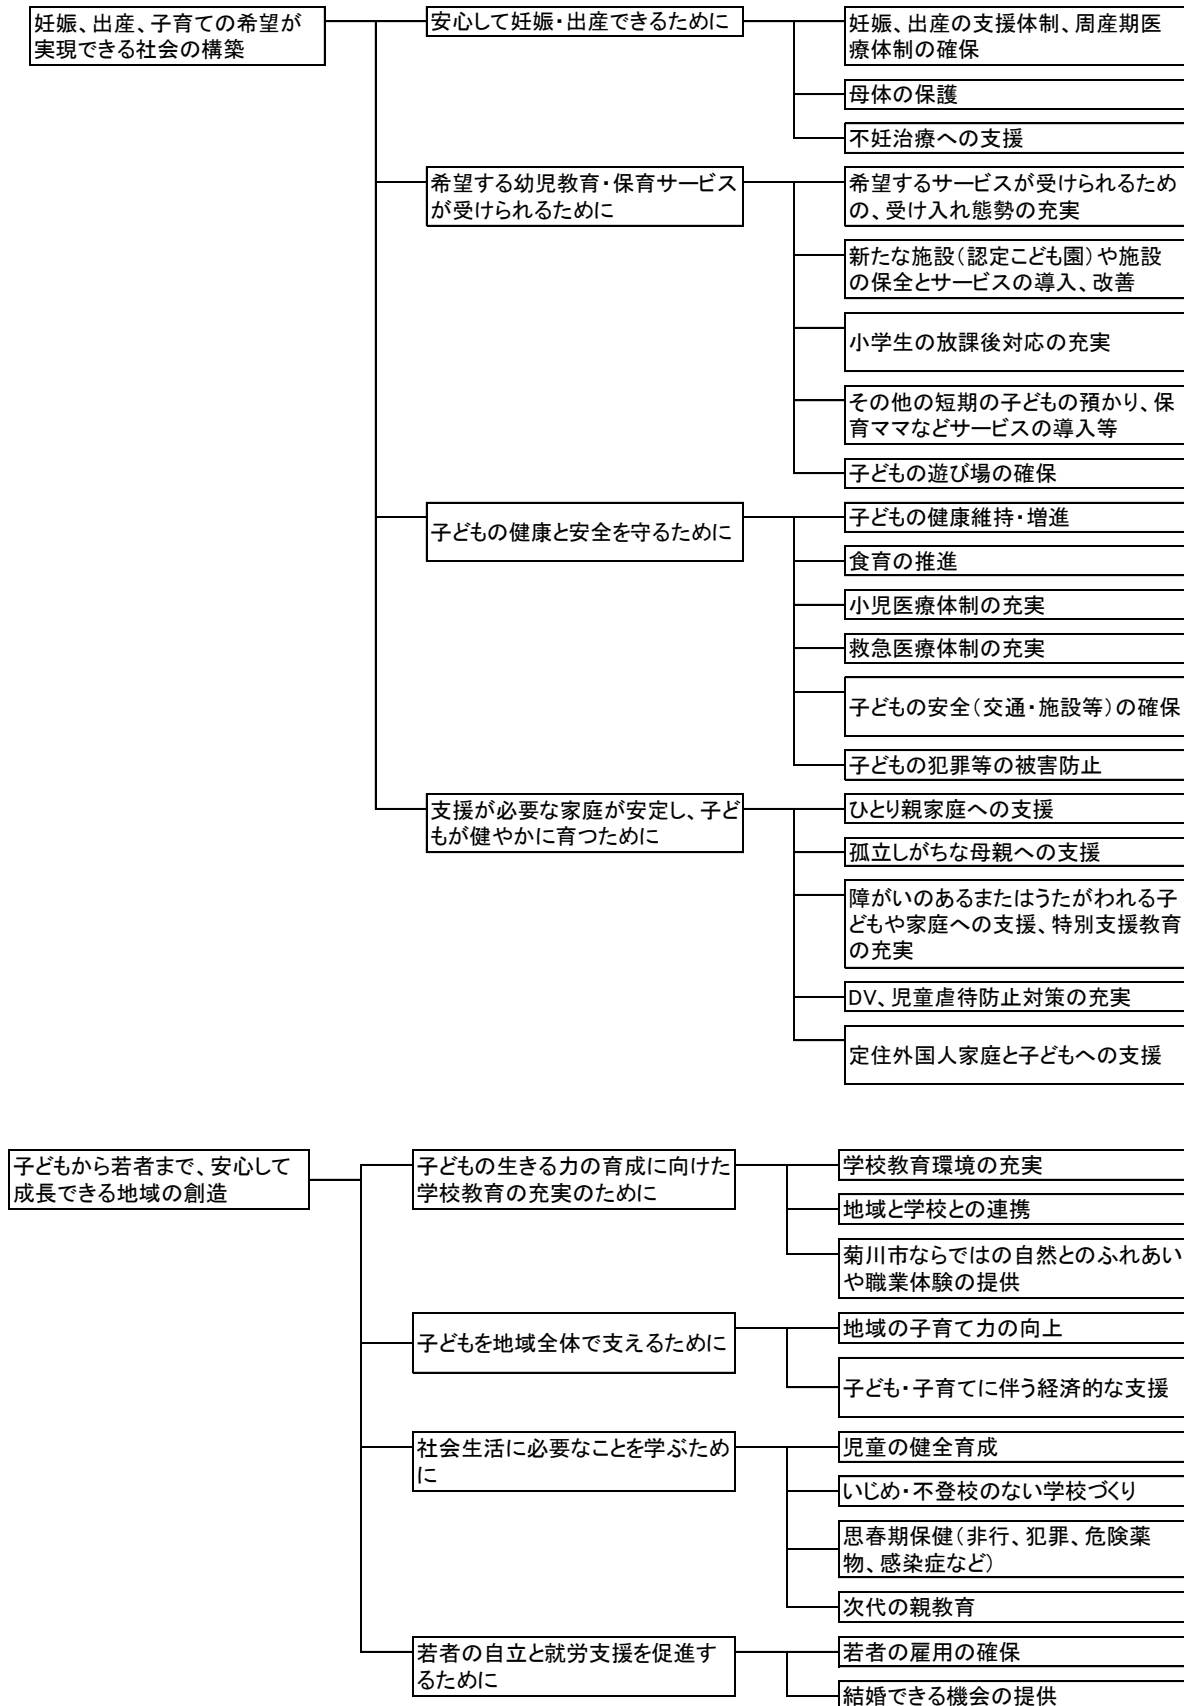 妊娠、出産、子育ての希望が
実現できる社会の構築
安心して妊娠・出産できるために
妊娠、出産の支援体制、周産期医
療体制の確保
母体の保護
不妊治療への支援
希望する幼児教育・保育サービス
が受けられるために
希望するサービスが受けられるため
の、受け入れ態勢の充実
新たな施設(認定こども園)や施設
の保全とサービスの導入、改善
小学生の放課後対応の充実
その他の短期の子どもの預かり、保
育ママなどサービスの導入等
子どもの遊び場の確保
子どもの健康と安全を守るために
子どもの健康維持・増進
食育の推進
小児医療体制の充実
救急医療体制の充実
子どもの安全(交通・施設等)の確保
子どもの犯罪等の被害防止
支援が必要な家庭が安定し、子ど
もが健やかに育つために
ひとり親家庭への支援
孤立しがちな母親への支援
障がいのあるまたはうたがわれる子
どもや家庭への支援、特別支援教育
の充実
DV、児童虐待防止対策の充実
定住外国人家庭と子どもへの支援
子どもから若者まで、安心して
成長できる地域の創造
子どもの生きる力の育成に向けた
学校教育の充実のために
学校教育環境の充実
地域と学校との連携
菊川市ならではの自然とのふれあい
や職業体験の提供
子どもを地域全体で支えるために
地域の子育て力の向上
子ども・子育てに伴う経済的な支援
社会生活に必要なことを学ぶため
に
児童の健全育成
いじめ・不登校のない学校づくり
思春期保健(非行、犯罪、危険薬
物、感染症など)
次代の親教育
若者の自立と就労支援を促進す
るために
若者の雇用の確保
結婚できる機会の提供